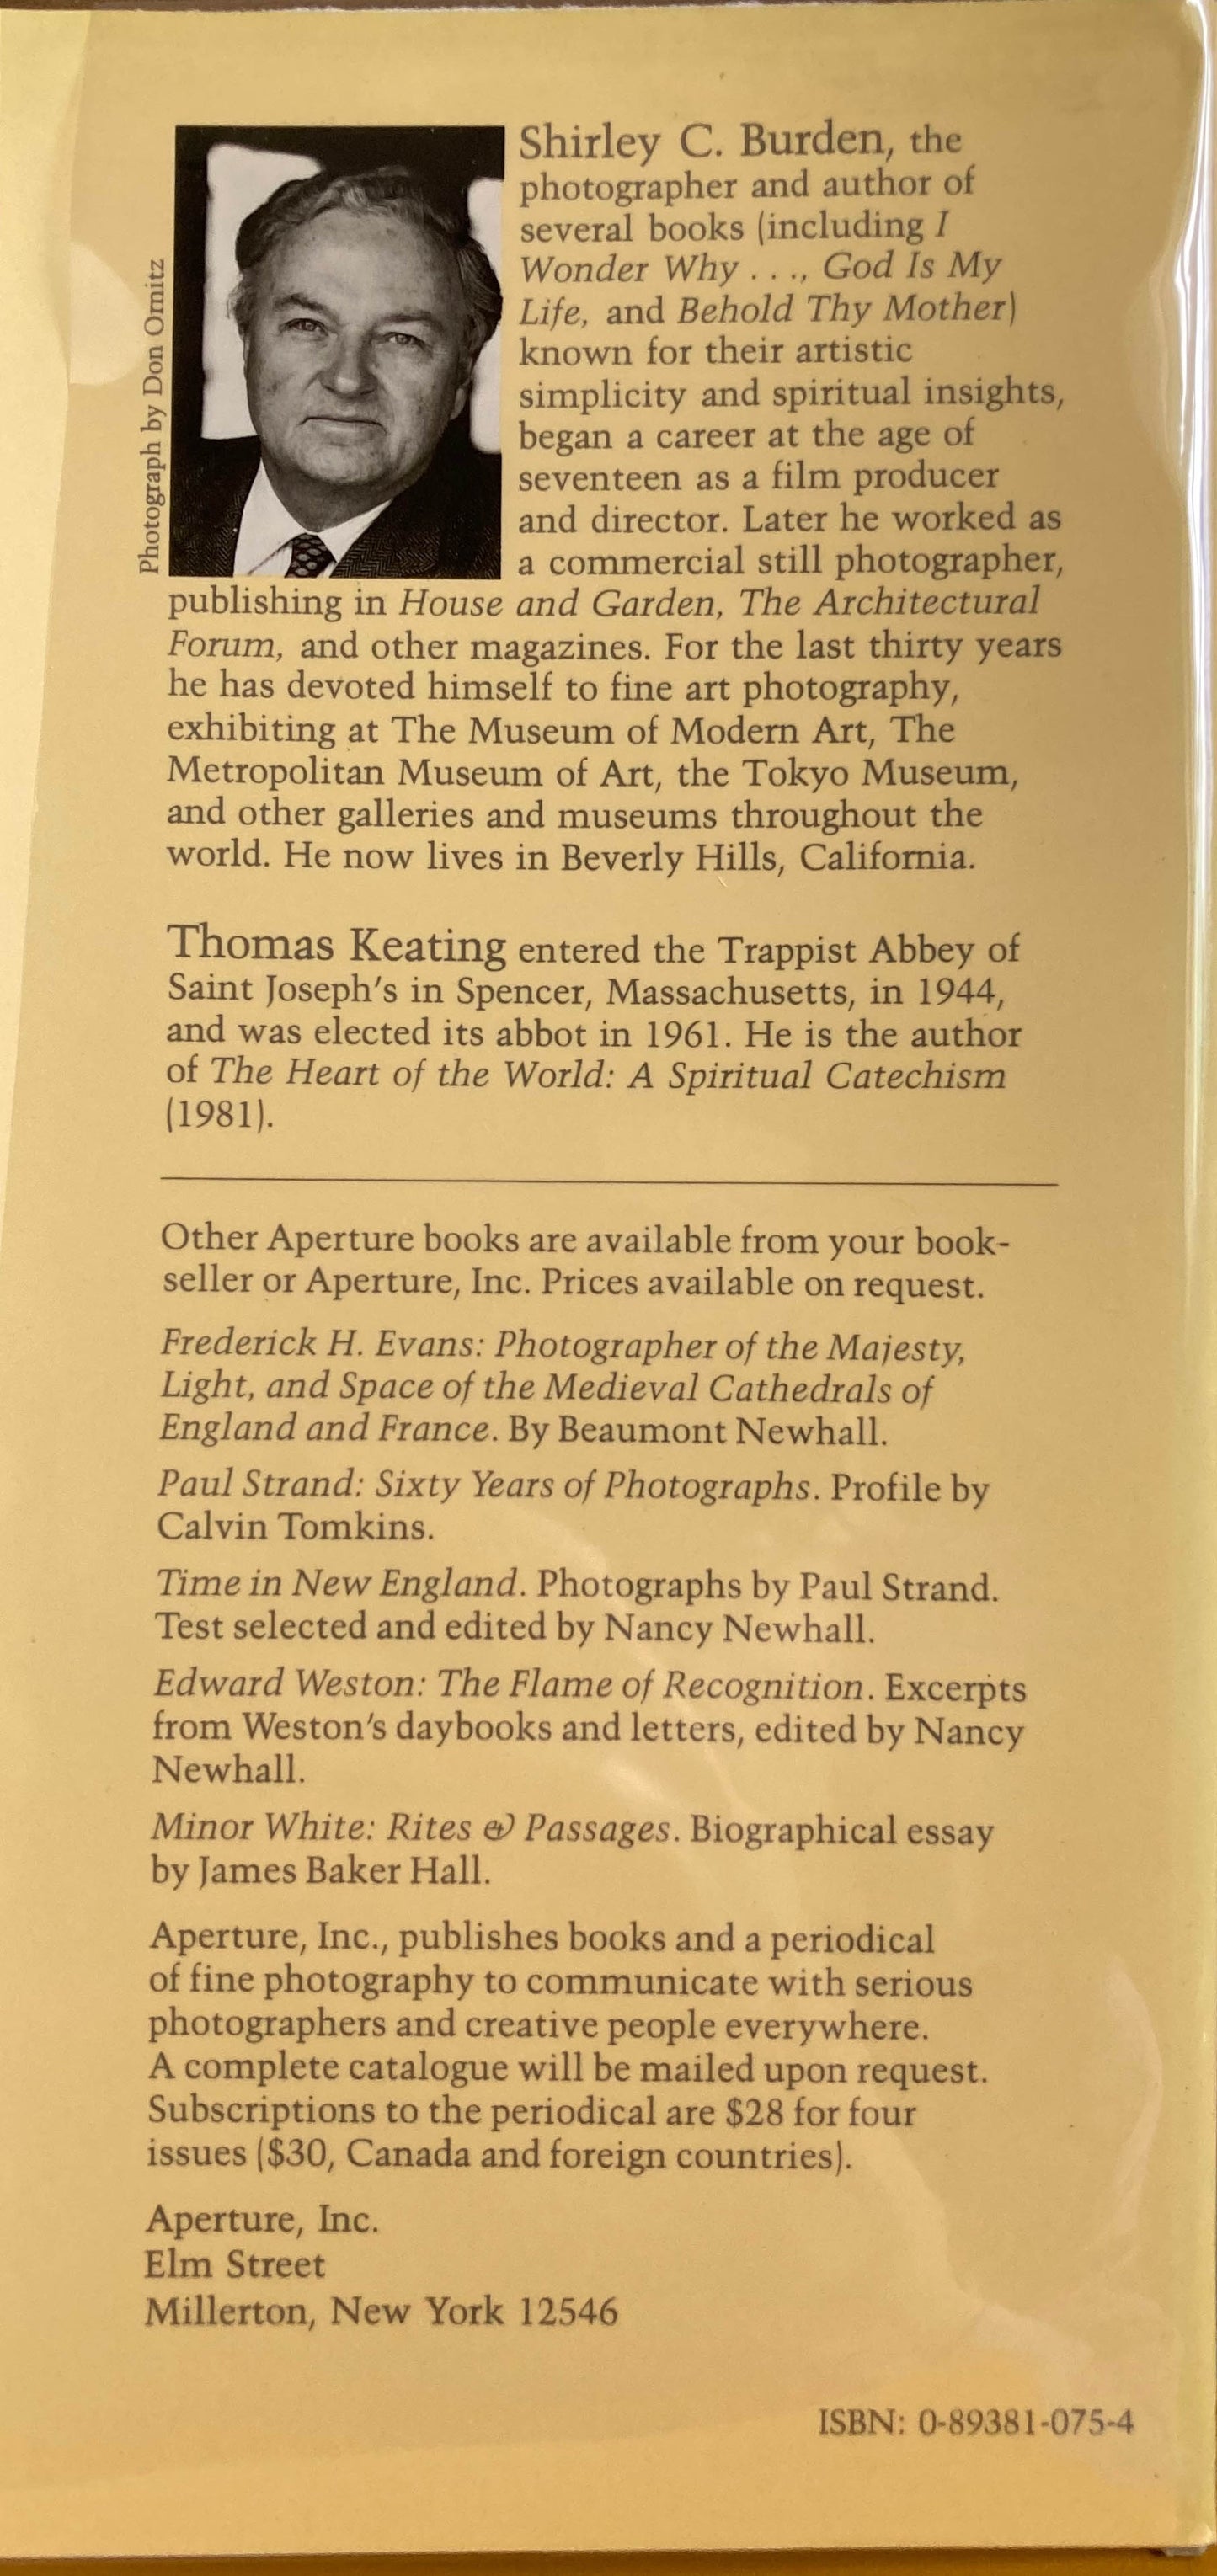 Photograph by Don Ornitz
Shirley C. Burden, the
photographer and author of
several books (including I
Wonder Why . . ., God Is My
Life, and Behold Thy Mother)
known for their artistic
simplicity and spiritual insights,
began a career at the age of
seventeen as a film producer
and director. Later he worked as
a commercial still photographer,
publishing in House and Garden, The Architectural
Forum, and other magazines. For the last thirty years
he has devoted himself to fine art photography,
exhibiting at The Museum of Modern Art, The
Metropolitan Museum of Art, the Tokyo Museum,
and other galleries and museums throughout the
world. He now lives in Beverly Hills, California.
Thomas Keating entered the Trappist Abbey of
Saint Joseph's in Spencer, Massachusetts, in 1944,
and was elected its abbot in 1961. He is the author
of The Heart of the World: A Spiritual Catechism
(1981).
Other Aperture books are available from your book-
seller or Aperture, Inc. Prices available on request.
Frederick H. Evans: Photographer of the Majesty,
Light, and Space of the Medieval Cathedrals of
England and France. By Beaumont Newhall.
Paul Strand: Sixty Years of Photographs. Profile by
Calvin Tomkins.
Time in New England. Photographs by Paul Strand.
Test selected and edited by Nancy Newhall.
Edward Weston: The Flame of Recognition. Excerpts
from Weston's daybooks and letters, edited by Nancy
Newhall.
Minor White: Rites & Passages. Biographical essay
by James Baker Hall.
Aperture, Inc., publishes books and a periodical
of fine photography to communicate with serious
photographers and creative people everywhere.
A complete catalogue will be mailed upon request.
Subscriptions to the periodical are $28 for four
issues ($30, Canada and foreign countries).
Aperture, Inc.
Elm Street
Millerton, New York 12546
ISBN: 0-89381-075-4